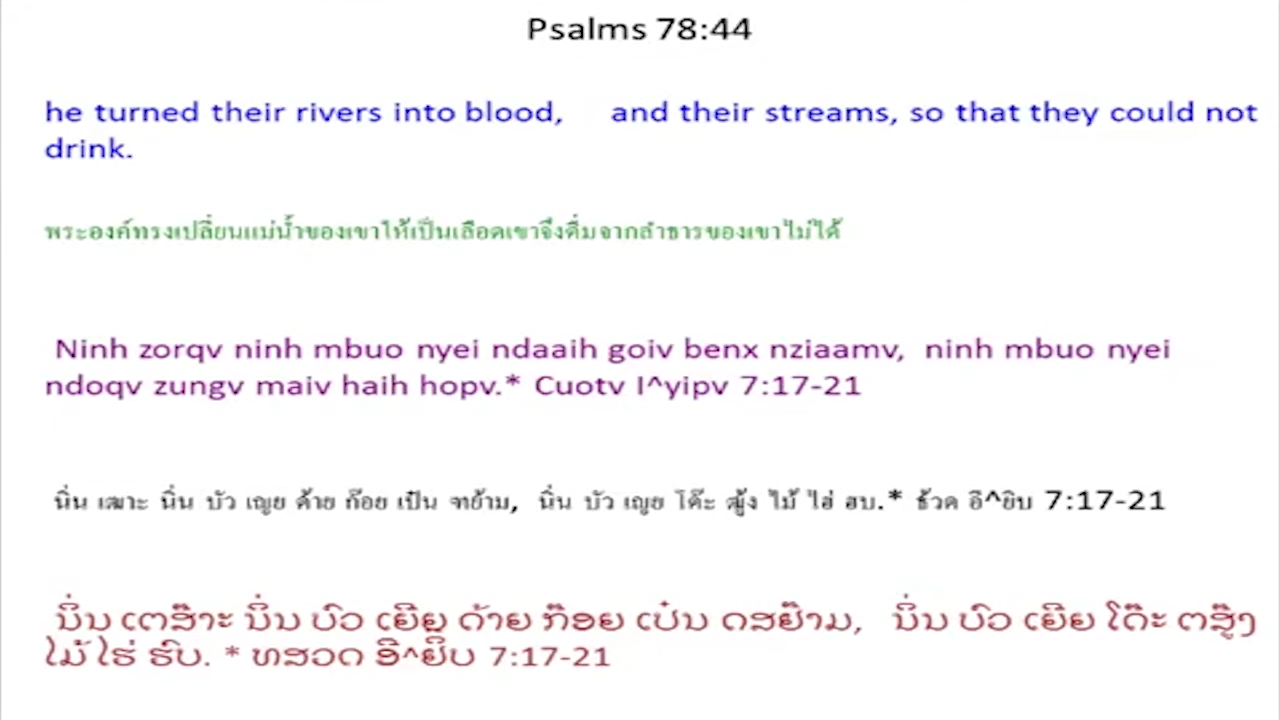 Psalms 78:44
he turned their rivers into blood, and their streams, so that they could not
drink.
พระองค์ทรงเปลี่ยนแม่น้ำของเขาให้เป็นเลือดเขาจึงดื่มจากลำธารของเขาไม่ได้
Ninh zorqv ninh mbuo nyei ndaaih goiv benx nziaamv, ninh mbuo nyei
ndoqv zungv maiv haih hopv.* Cuotv I^yipv 7:17-21
นิ่น เฒาะ นิ่น บัว เญย ด้าย ก๊อย เป๋น ฑย้าม, นิ่น บัว เญย โด๊ะ ฒู้ง ไม้ ไฮ่ ฮบ.* ธ้วด อี^ยิบ 7:17-21
ນິ່ນ ເຕສ໊າະ ນິ່ນ ບົວ ເຍີຍ ດ້າຍ ກ໊ອຍ ເປ໋ນ ດສຢ໊າມ, ນິ່ນ ບົວ ເຍີຍ ໂດ໊ະ ຕສູ໊ງ
ໄມ້ ໄຮ່ ຮົບ. * ທສວດ ອີ^ຢິບ 7:17-21